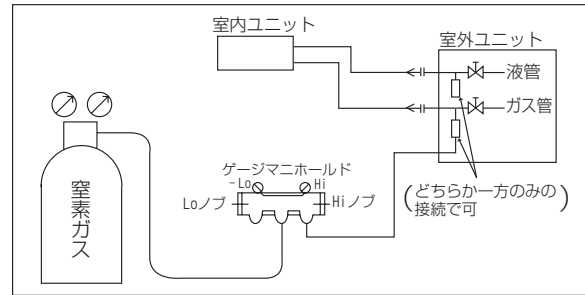 室内ユニット
室外ユニット
液管
ガス管
ゲージマニホールド
-Lo
Hi
Loノブ
Hiノブ
(どちらか一方のみの
接続で可)
窒素ガス